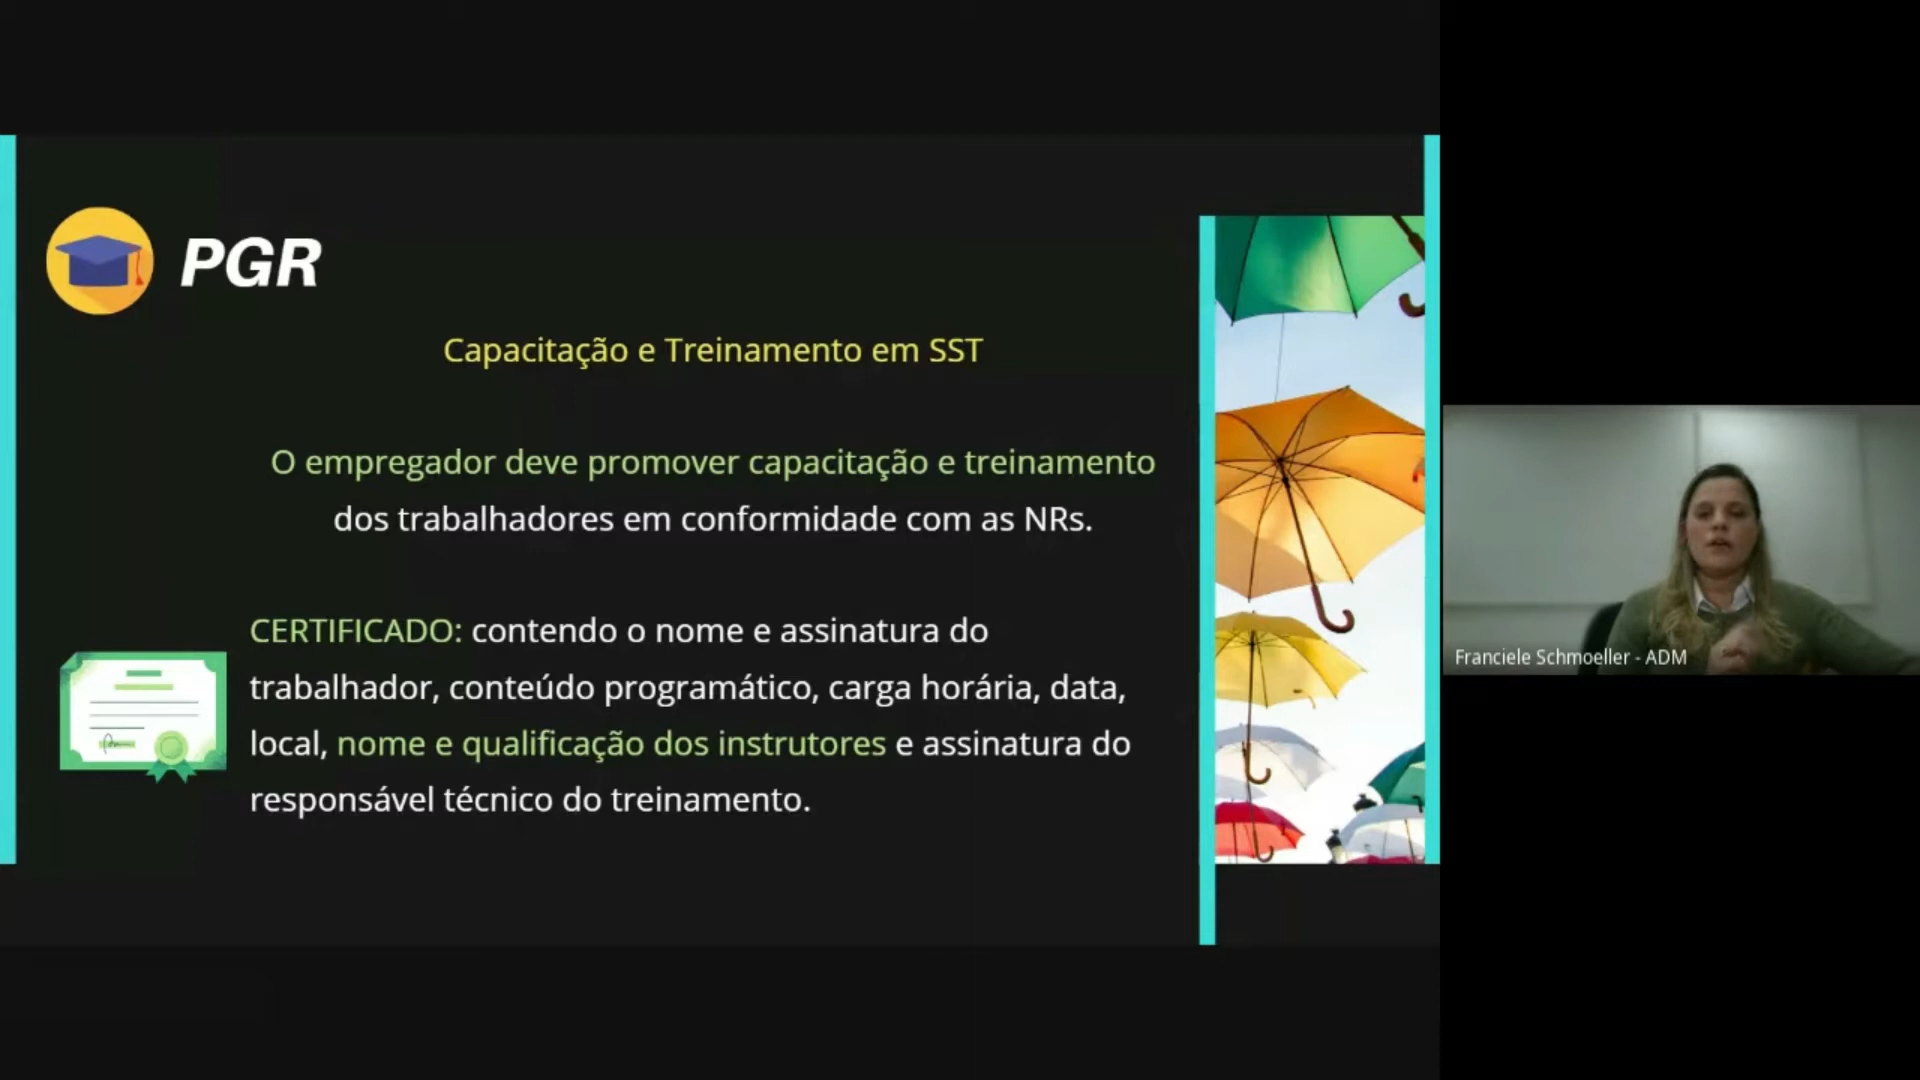 PGR
Capacitação e Treinamento em SST
O empregador deve promover capacitação e treinamento
dos trabalhadores em conformidade com as NRs.
CERTIFICADO: contendo o nome e assinatura do
trabalhador, conteúdo programático, carga horária, data,
local, nome e qualificação dos instrutores e assinatura do
responsável técnico do treinamento.
Franciele Schmoeller - ADM